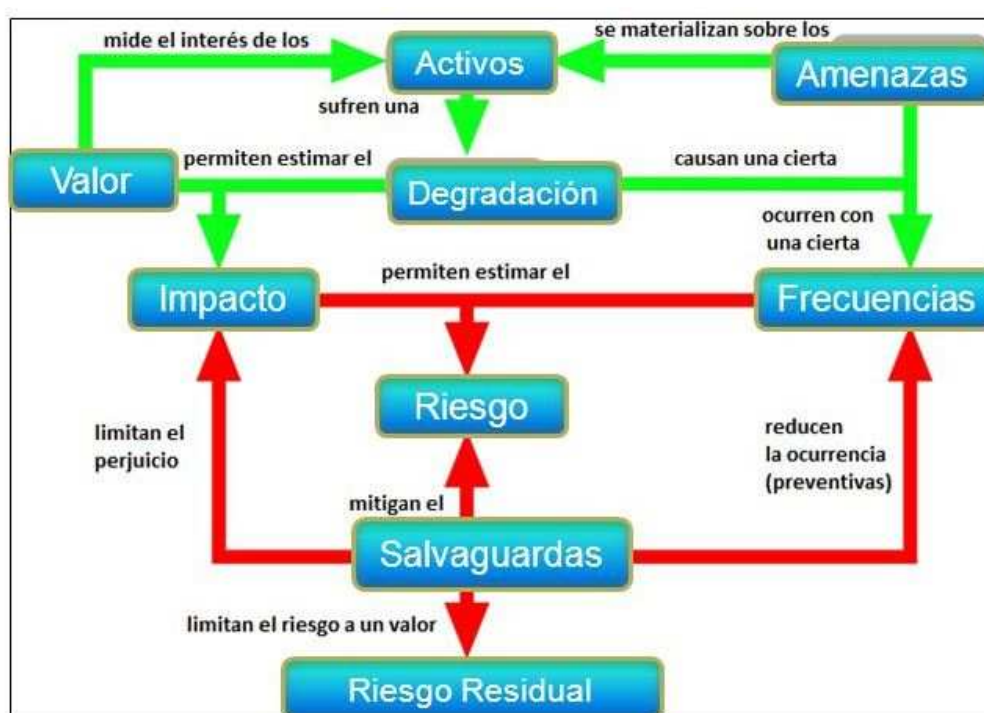 mide el interés de los
se materializan sobre los
Activos
Amenazas
sufren una
permiten estimar el
causan una cierta
Valor
Degradación
ocurren con
una cierta
permiten estimar el
Impacto
Frecuencias
Riesgo
limitan el
perjuicio
reducen
la ocurrencia
(preventivas)
mitigan el
Salvaguardas
limitan el riesgo a un valor
Riesgo Residual